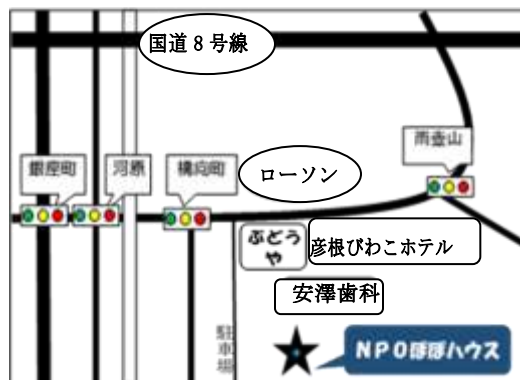 国道8号線
雨壺山
銀座町
河原
橋向町
ローソン
ぶどう
や
彦根びわこホテル
安澤歯科
駐車場
NPOぽぽハウス